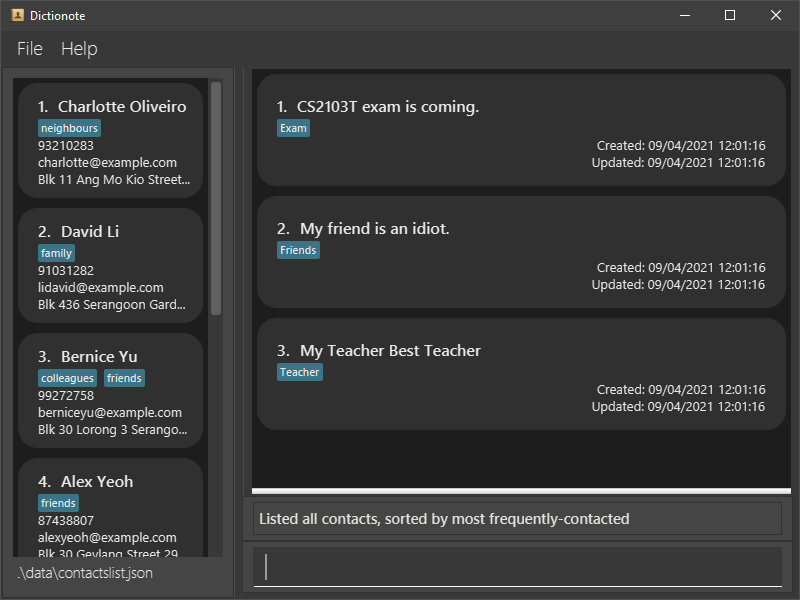 Dictionote
File Help
1. Charlotte Oliveiro
neighbours
93210283
charlotte@example.com
Blk 11 Ang Mo Kio Street...
2. David Li
family
91031282
lidavid@example.com
Blk 436 Serangoon Gard...
3. Bernice Yu
colleagues friends
99272758
berniceyu@example.com
Blk 30 Lorong 3 Serango...
4. Alex Yeoh
friends
87438807
alexyeoh@example.com
Blk 30 Geylang Street 29
.\data\contactslist.json
1. CS2103T exam is coming.
Exam
Created: 09/04/2021 12:01:16
Updated: 09/04/2021 12:01:16
2. My friend is an idiot.
Friends
Created: 09/04/2021 12:01:16
Updated: 09/04/2021 12:01:16
3. My Teacher Best Teacher
Teacher
Created: 09/04/2021 12:01:16
Updated: 09/04/2021 12:01:16
Listed all contacts, sorted by most frequently-contacted